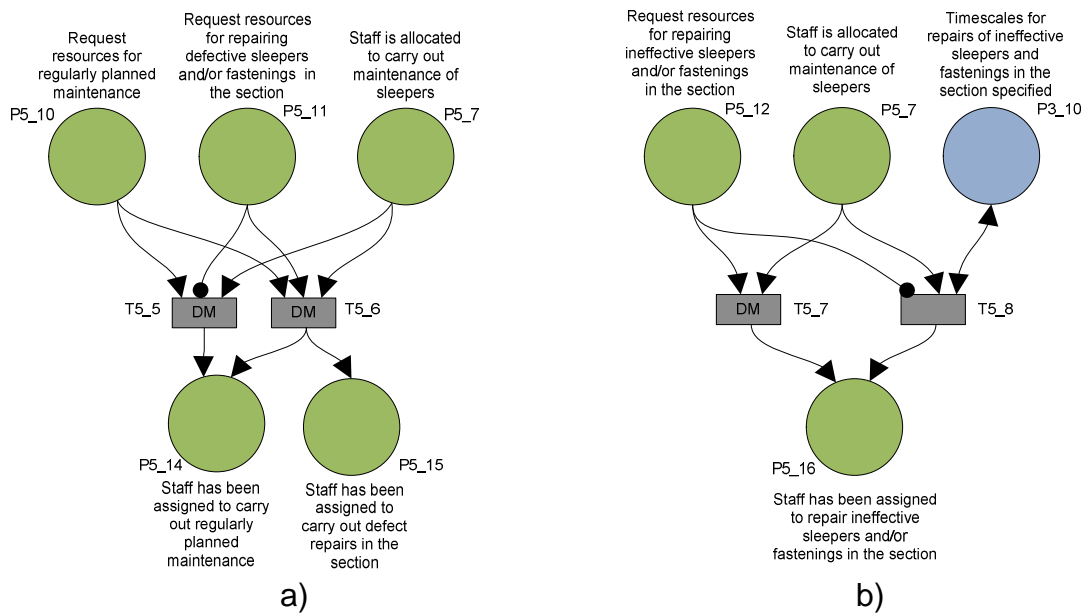 Request
resources for
regularly planned
maintenance
P5_10
Request resources
for repairing
defective sleepers
and/or fastenings in
the section
P5_11
Staff is allocated
to carry out
maintenance of
sleepers
P5_7
T5_5
DM
DM
T5_6
P5_14
Staff has been
assigned to carry
out regularly
planned
maintenance
P5_15
Staff has been
assigned to
carry out defect
repairs in the
section
a)
Request resources
for repairing
ineffective sleepers
and/or fastenings
in the section
P5_12
Staff is allocated
to carry out
maintenance of
sleepers
P5_7
Timescales for
repairs of ineffective
sleepers and
fastenings in the
section specified
P3_10
DM
T5_7
T5_8
P5_16
Staff has been assigned
to repair ineffective
sleepers and/or
fastenings in the section
b)